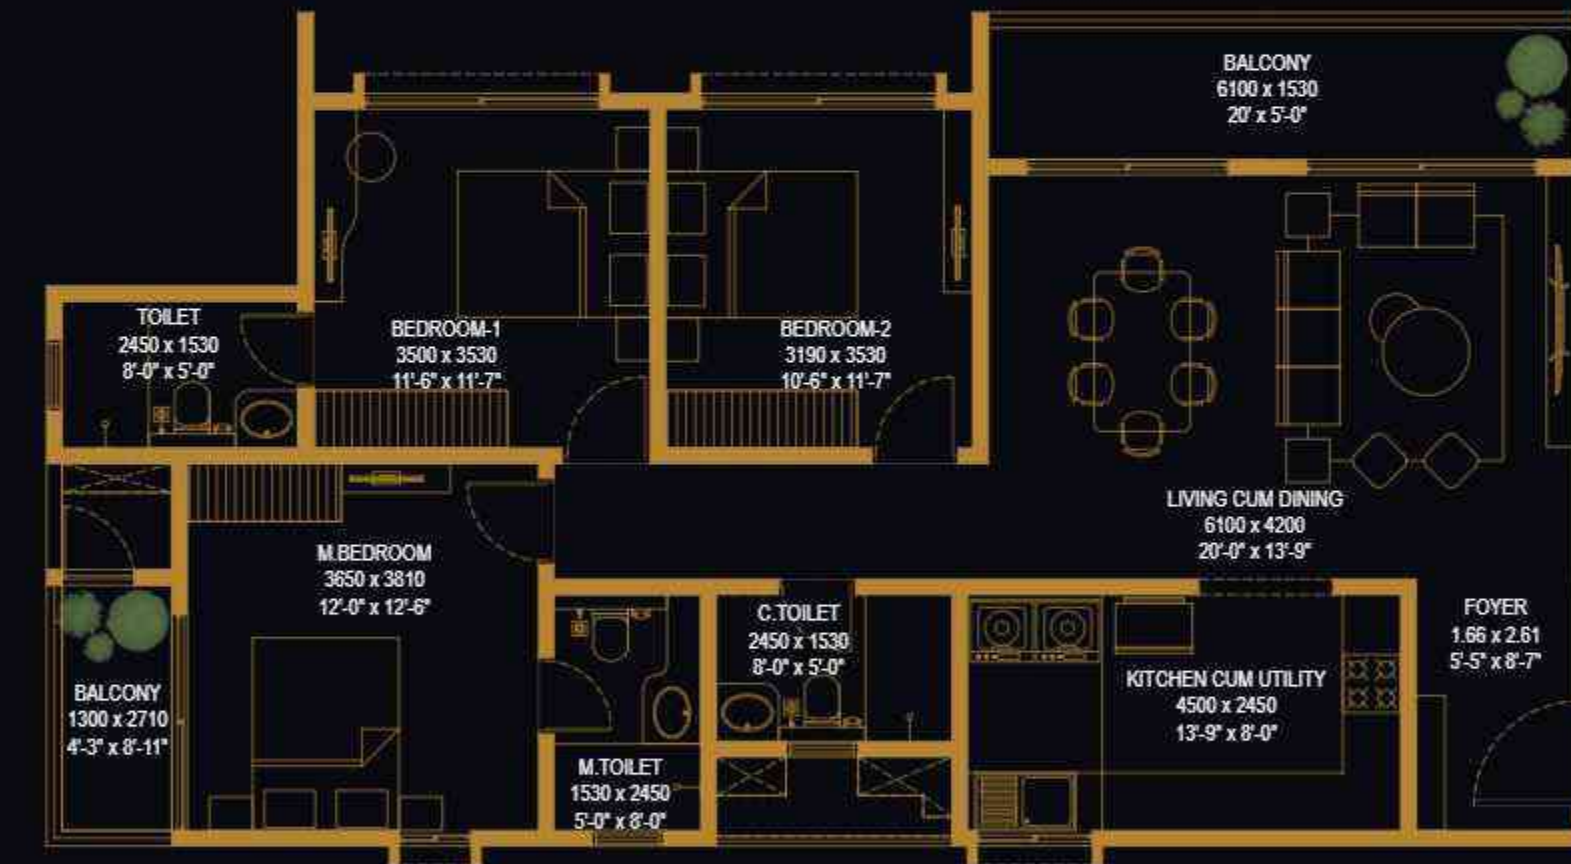 BALCONY
6100 x 1530
20' x 5'-0"
TOILET
2450 x 1530
8'-0" x 5'-0"
BEDROOM-1
3500 x 3530
11'-6" x 11'-7"
BEDROOM-2
3190 x 3530
10'-6" x 11'-7"
LIVING CUM DINING
6100 x 4200
20'-0" x 13'-9"
M.BEDROOM
3650 x 3810
12'-0" x 12'-6"
C.TOILET
2450 x 1530
8'-0" x 5'-0"
FOYER
1.66 x 2.61
5'-5" x 8'-7"
KITCHEN CUM UTILITY
4500 x 2450
13'-9" x 8'-0"
BALCONY
1300 x 2710
4'-3" x 8'-11"
M.TOILET
1530 x 2450
5'-0" x 8'-0"